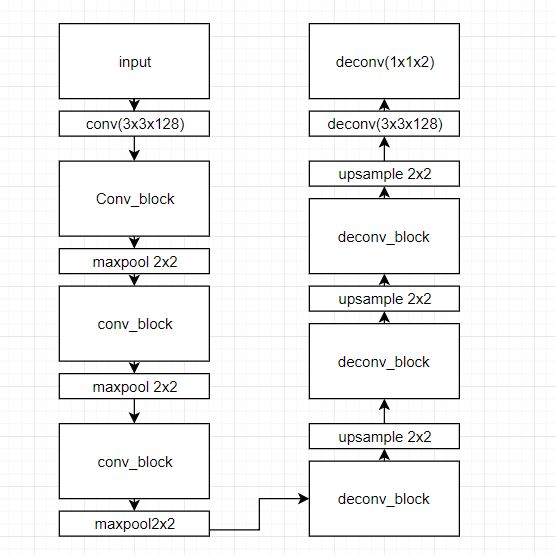 input
conv(3x3x128)
Conv_block
maxpool 2x2
conv_block
maxpool 2x2
conv_block
maxpool2x2
deconv(1x1x2)
deconv(3x3x128)
upsample 2x2
deconv_block
upsample 2x2
deconv_block
upsample 2x2
deconv_block